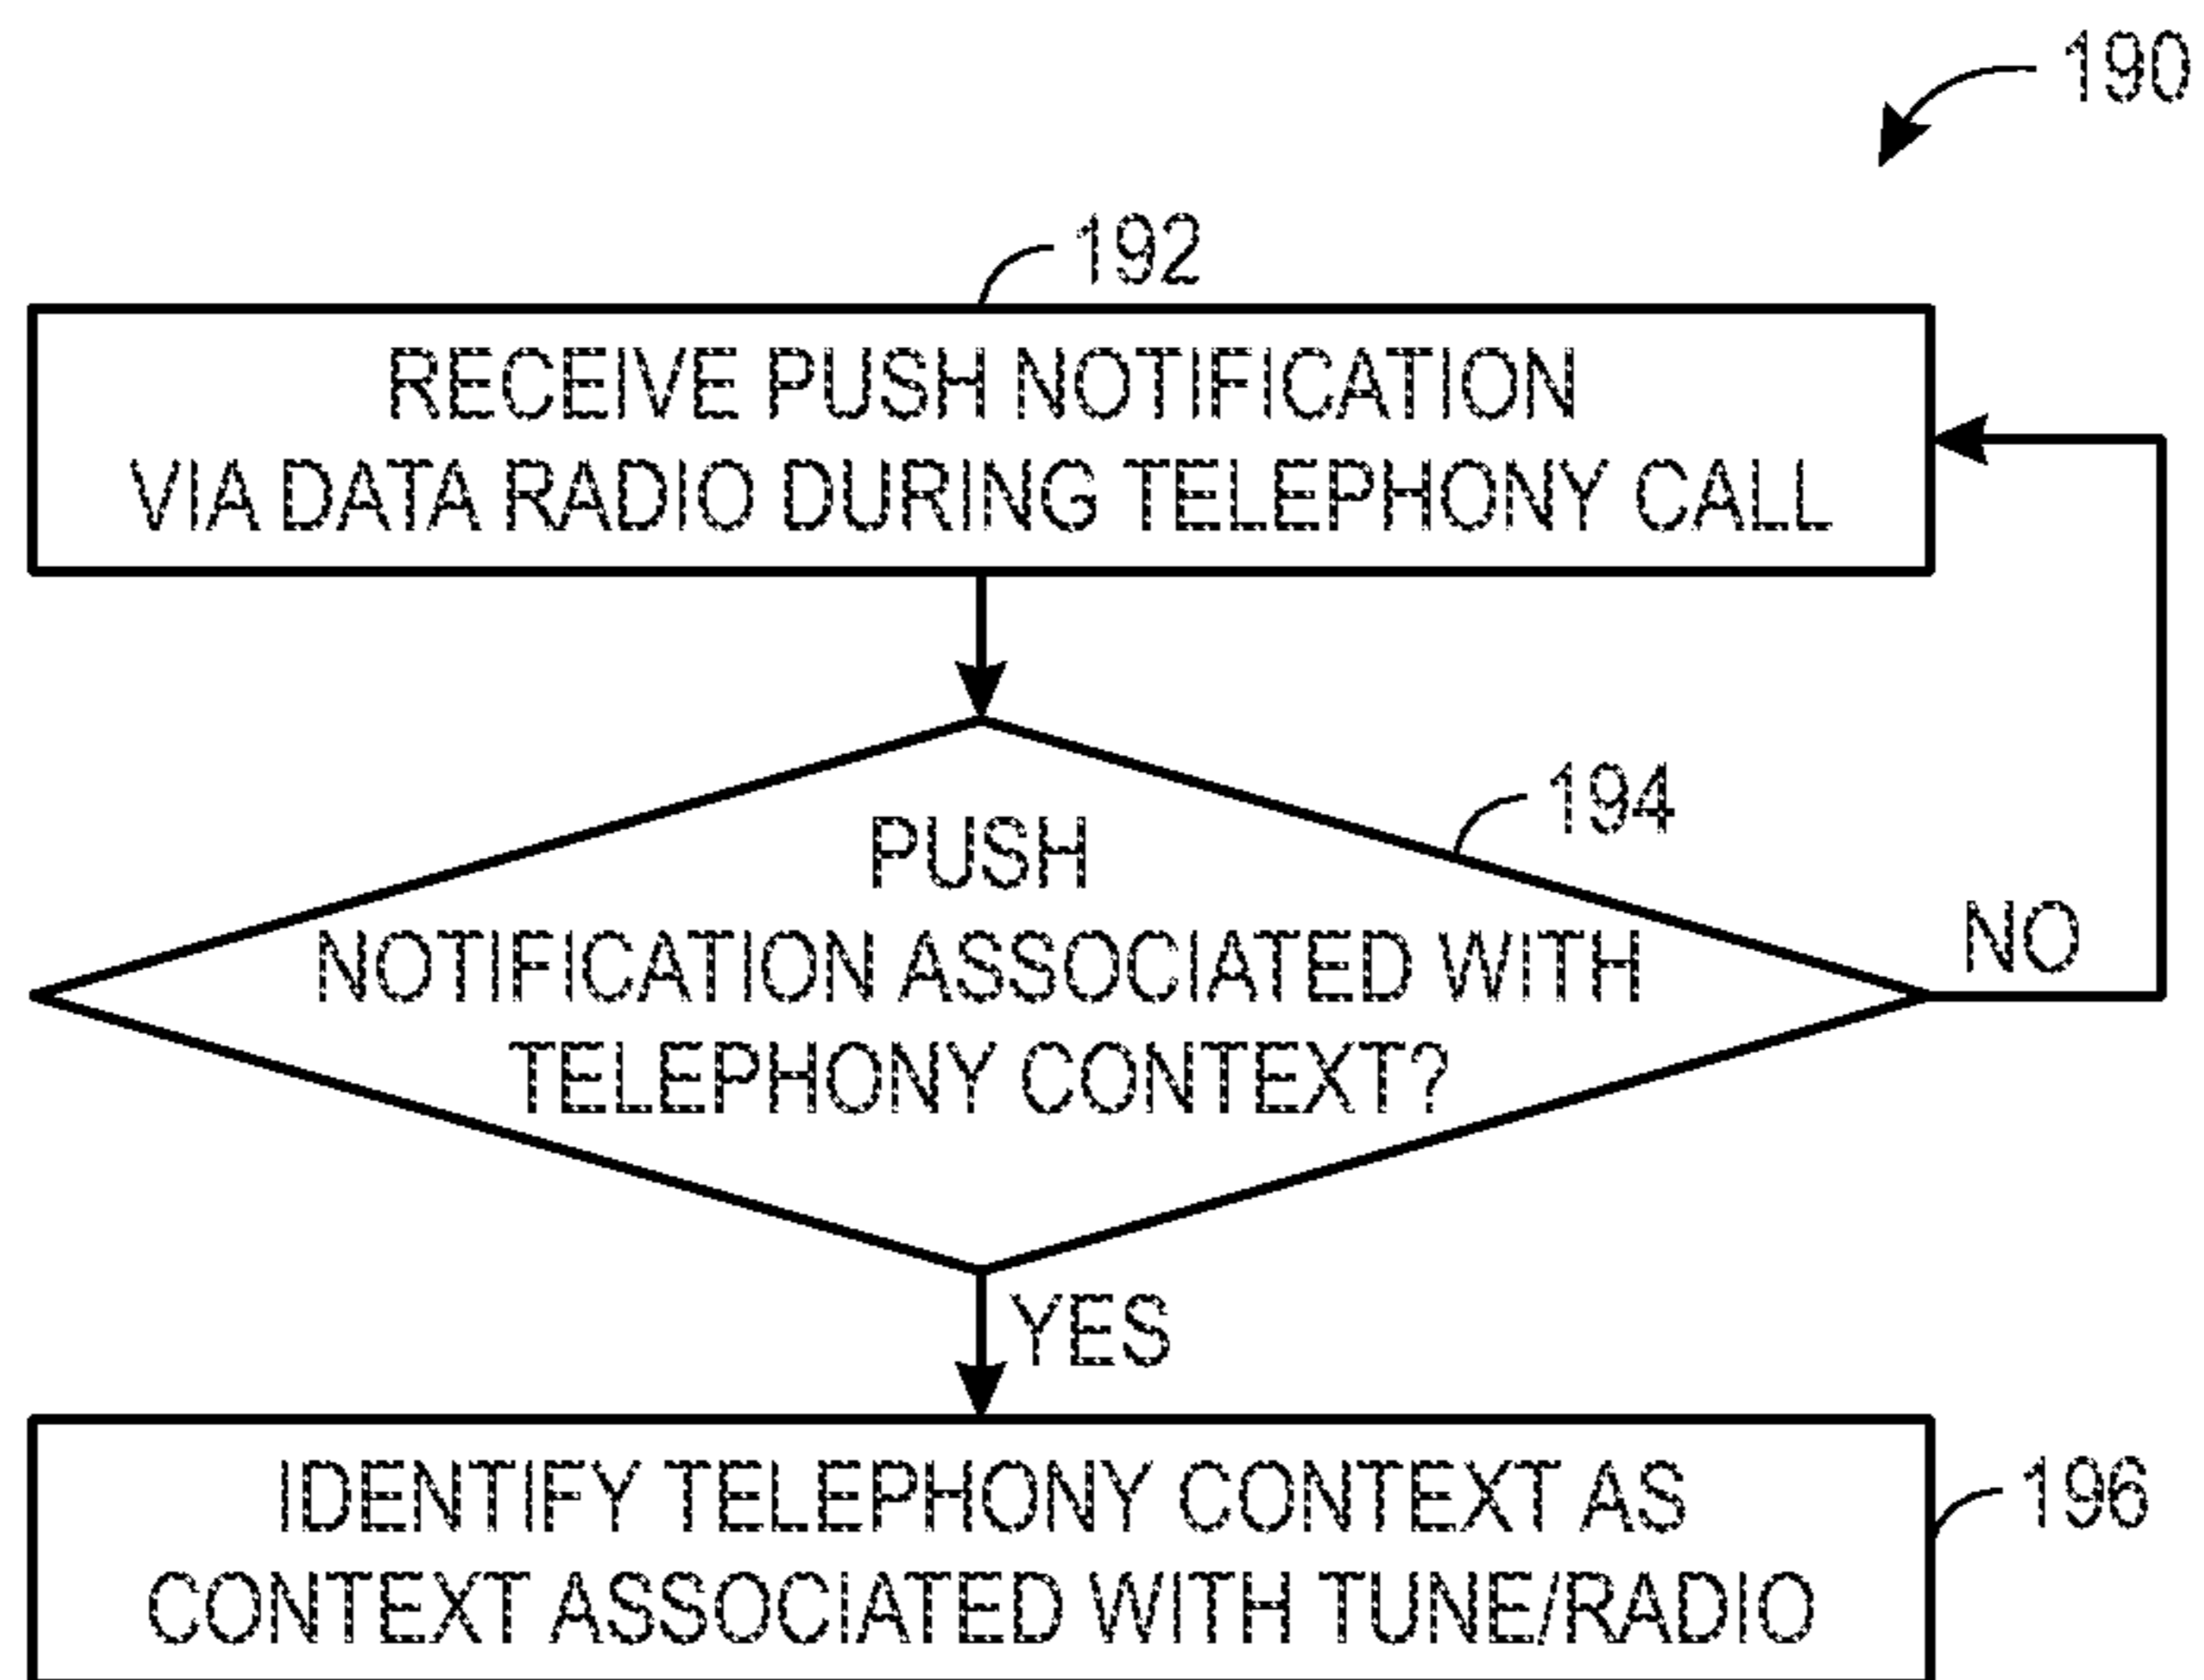 190
192
RECEIVE PUSH NOTIFICATION
VIA DATA RADIO DURING TELEPHONY CALL
194
PUSH
NOTIFICATION ASSOCIATED WITH
TELEPHONY CONTEXT?
NO
YES
196
IDENTIFY TELEPHONY CONTEXT AS
CONTEXT ASSOCIATED WITH TUNE/RADIO